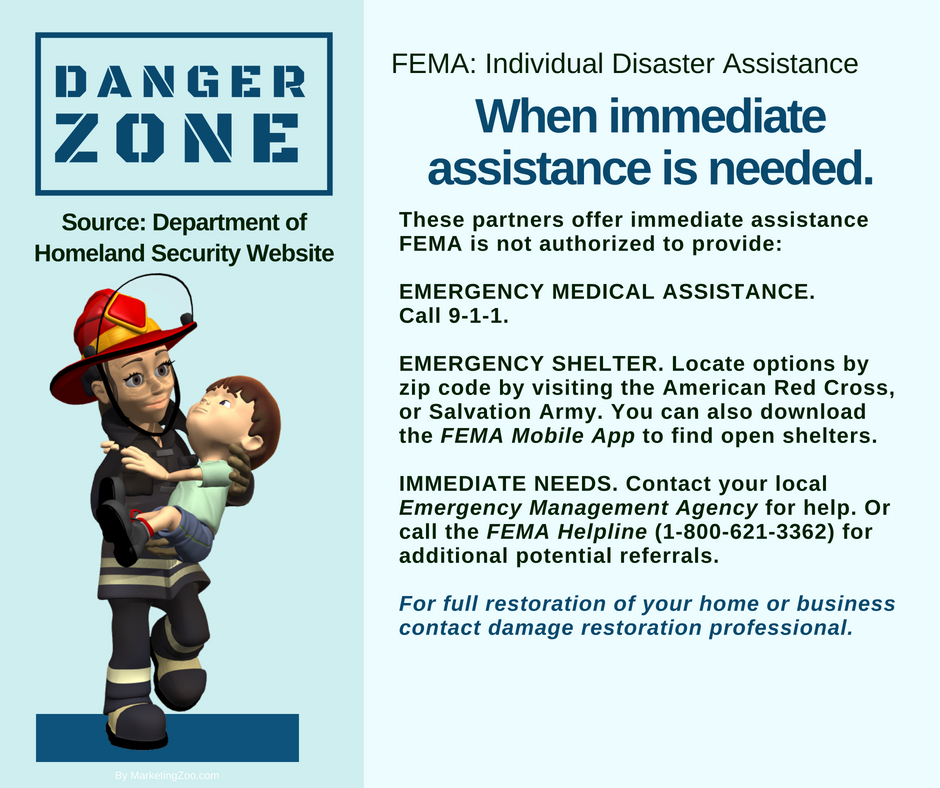 DANGER
ZONE
Source: Department of
Homeland Security Website
By MarketingZoo.com
FEMA: Individual Disaster Assistance
When immediate
assistance is needed.
These partners offer immediate assistance
FEMA is not authorized to provide:
EMERGENCY MEDICAL ASSISTANCE.
Call 9-1-1.
EMERGENCY SHELTER. Locate options by
zip code by visiting the American Red Cross,
or Salvation Army. You can also download
the FEMA Mobile App to find open shelters.
IMMEDIATE NEEDS. Contact your local
Emergency Management Agency for help. Or
call the FEMA Helpline (1-800-621-3362) for
additional potential referrals.
For full restoration of your home or business
contact damage restoration professional.